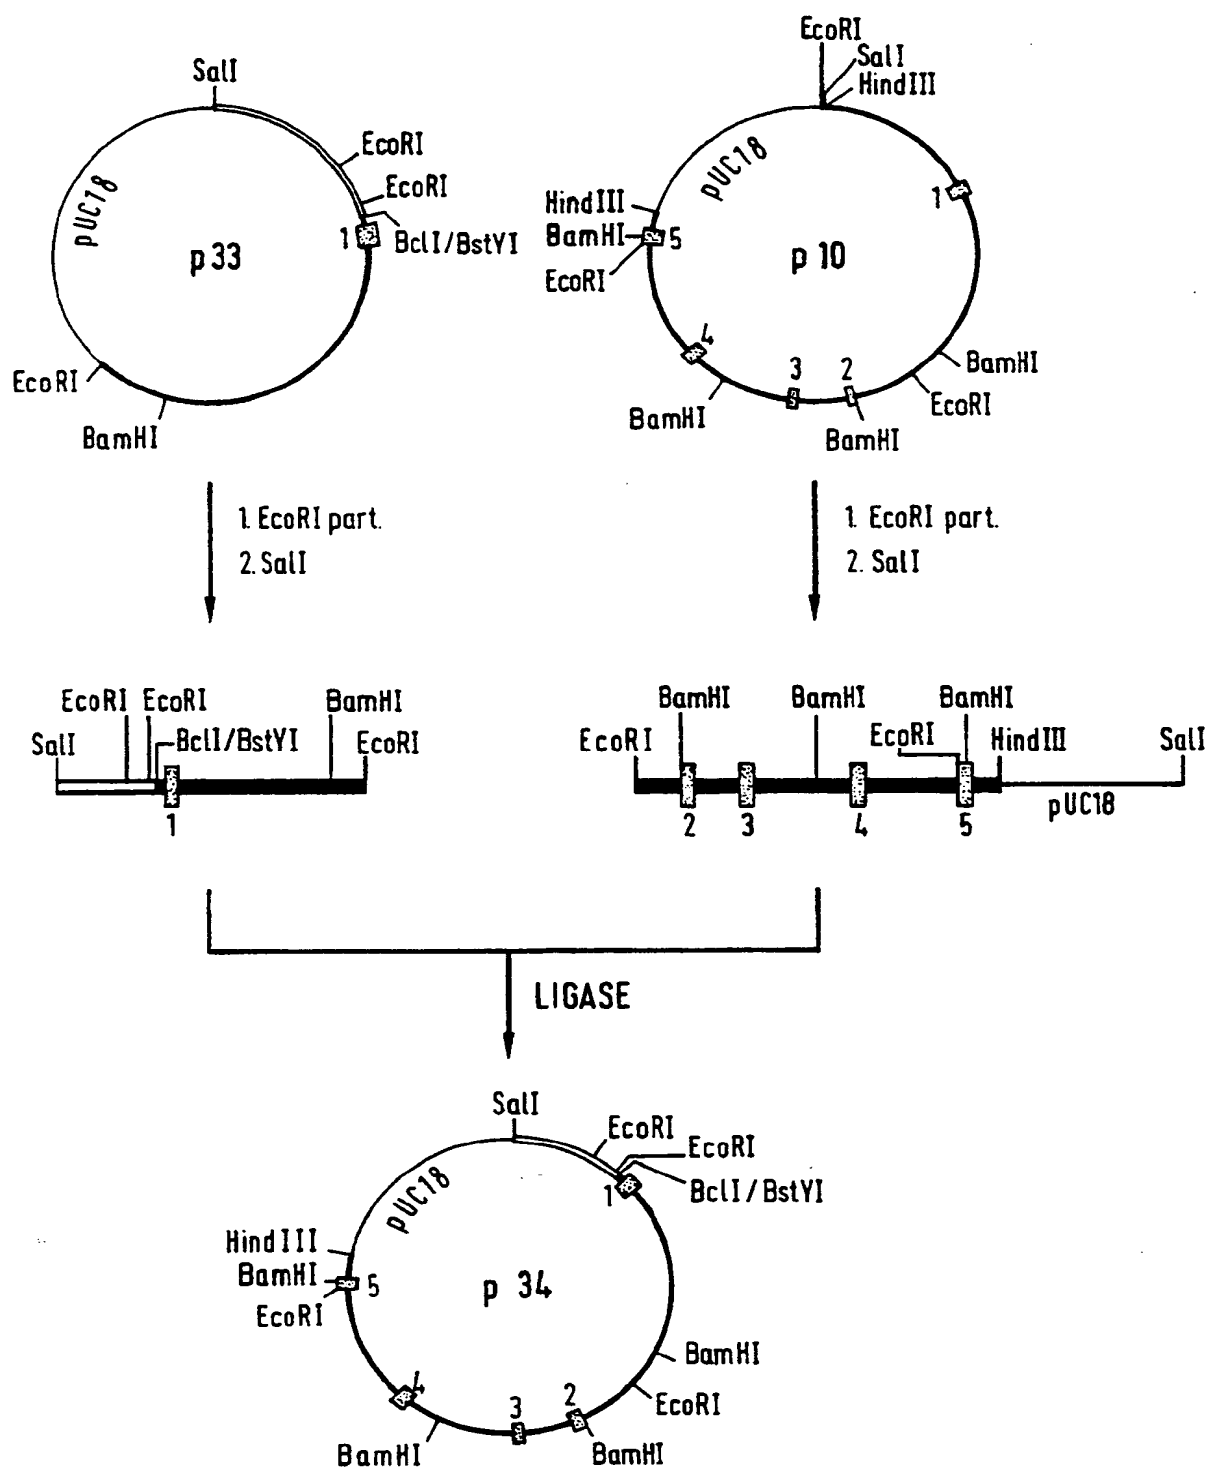 SalI
EcoRI
EcoRI
BclI/BstYI
1
pUC18
p33
EcoRI
BamHI
EcoRI
SalI
HindIII
pUC18
1
HindIII
BamHI
5
EcoRI
p 10
4
3
2
BamHI
EcoRI
BamHI
BamHI
1. EcoRI part.
2. SalI
1. EcoRI part.
2. SalI
EcoRI
EcoRI
BamHI
SalI
BclI/BstYI
EcoRI
1
BamHI
BamHI
BamHI
EcoRI
EcoRI
HindIII
SalI
pUC18
2
3
4
5
LIGASE
SalI
EcoRI
EcoRI
BclI/BstYI
1
pUC18
HindIII
BamHI
5
EcoRI
p 34
BamHI
EcoRI
4
3
2
BamHI
BamHI